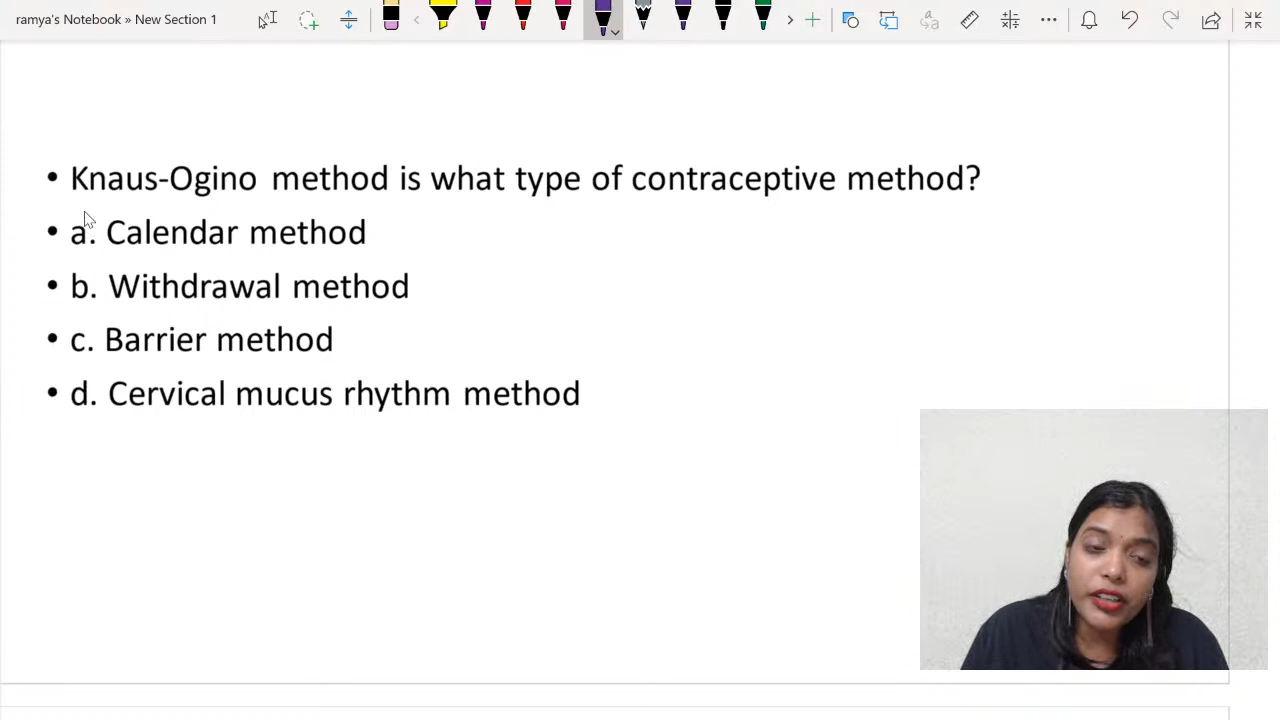 ramya's Notebook » New Section 1
• Knaus-Ogino method is what type of contraceptive method?
• a. Calendar method
• b. Withdrawal method
• c. Barrier method
• d. Cervical mucus rhythm method